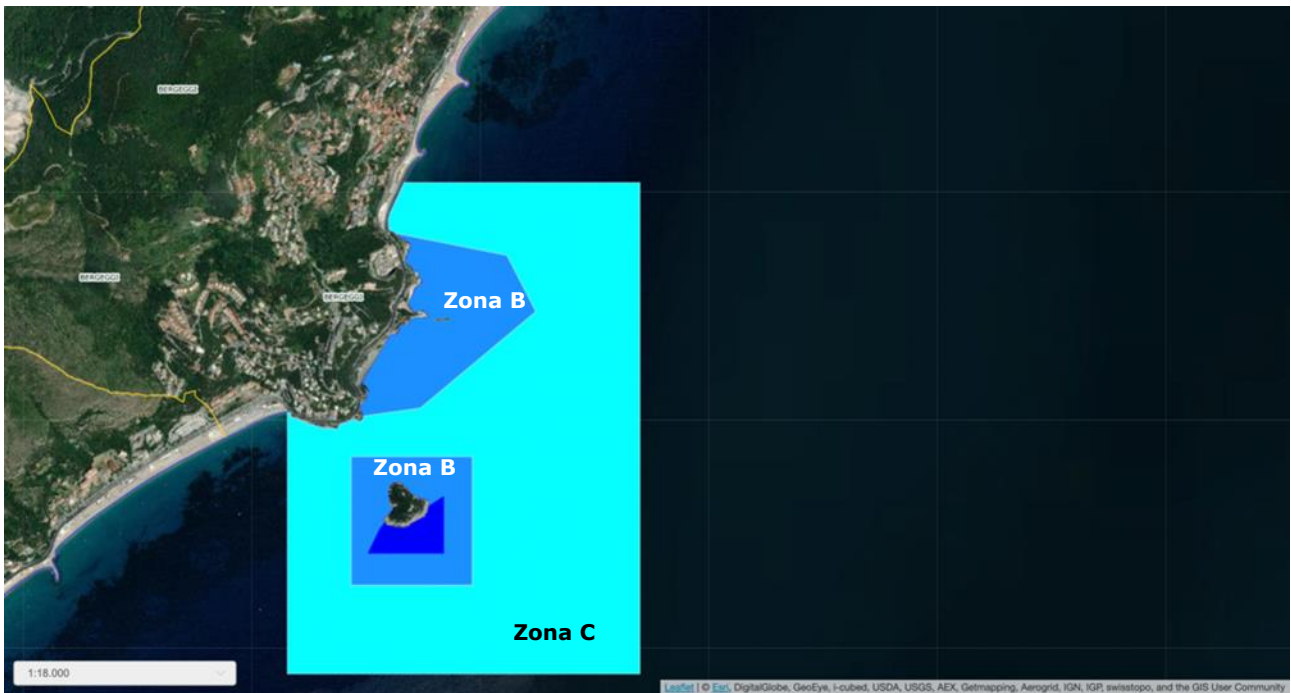 BERGEGGI
BERGEGGI
BERGEGGI
Zona B
Zona B
Zona C
1:18.000
Leaflet | © Esri, DigitalGlobe, GeoEye, i-cubed, USDA, USGS, AEX, Getmapping, Aerogrid, IGN, IGP, swisstopo, and the GIS User Community